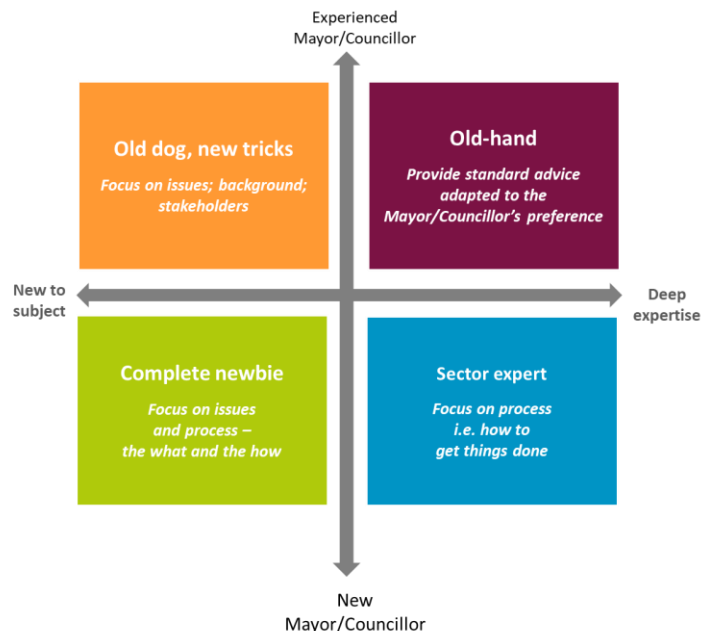 Experienced
Mayor/Councillor
Old dog, new tricks
Focus on issues; background;
stakeholders
Old-hand
Provide standard advice
adapted to the
Mayor/Councillor's preference
New to
subject
Deep
expertise
Complete newbie
Focus on issues
and process –
the what and the how
Sector expert
Focus on process
i.e. how to
get things done
New
Mayor/Councillor